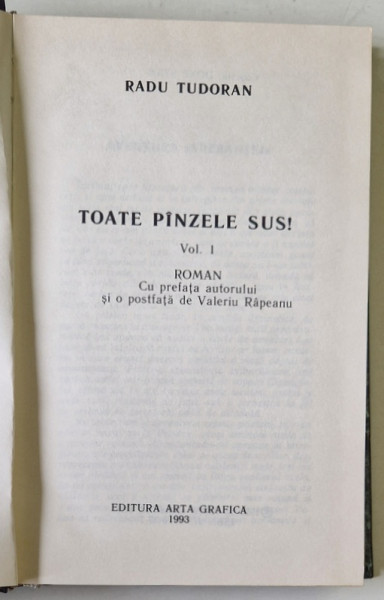 RADU TUDORAN
TOATE PÎNZELE SUS!
Vol. I
ROMAN
Cu prefaţa autorului
şi o postfaţă de Valeriu Râpeanu
EDITURA ARTA GRAFICA
1993